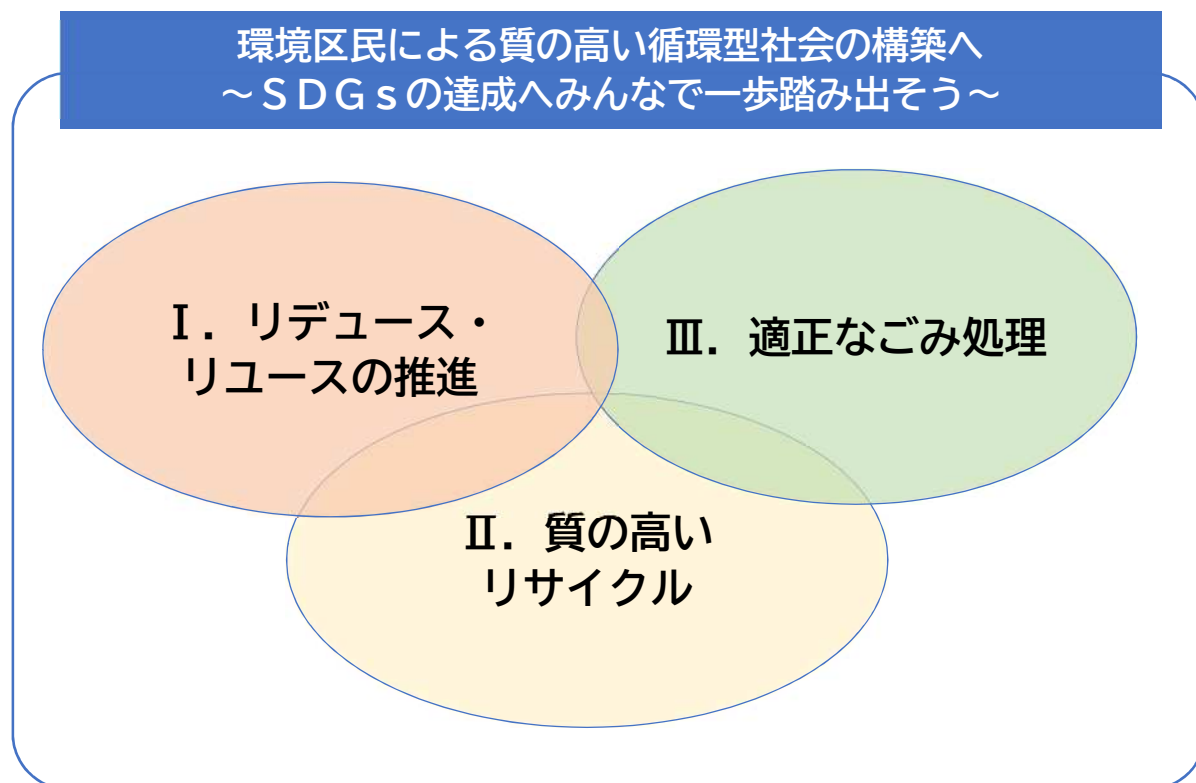 環境区民による質の高い循環型社会の構築へ
～ＳＤＧｓの達成へみんなで一歩踏み出そう～
Ⅰ．リデュース・
リユースの推進
Ⅲ．適正なごみ処理
Ⅱ．質の高い
リサイクル